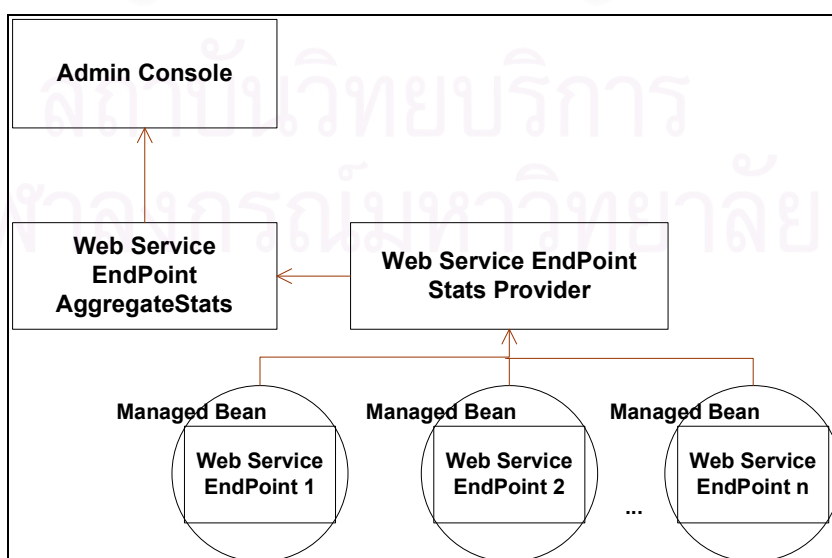 Admin Console
สถาบันวิทยบริการ
จุฬาลงกรณ์มหาวิทยาลัย
Web Service
EndPoint
AggregateStats
Web Service EndPoint
Stats Provider
Managed Bean
Managed Bean
Managed Bean
Web Service
EndPoint 1
Web Service
EndPoint 2
...
Web Service
EndPoint n